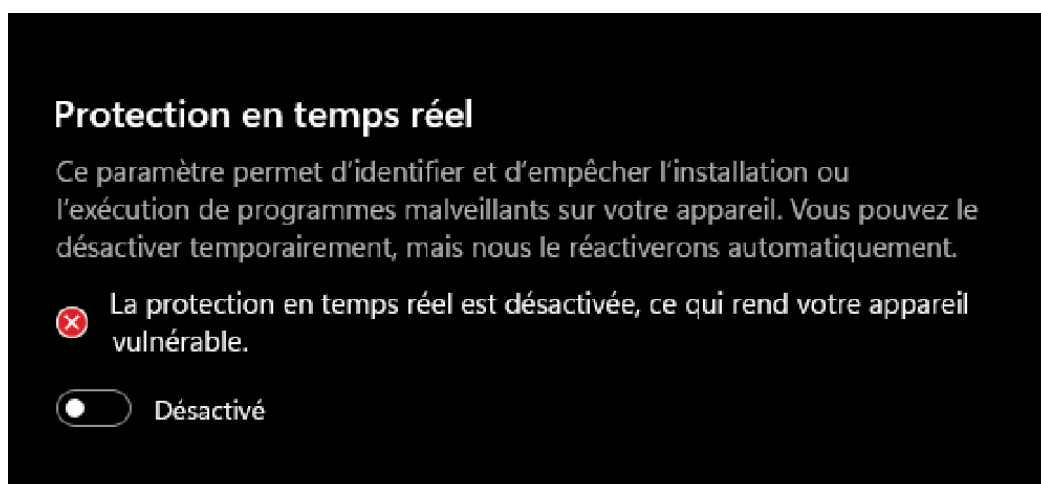 Protection en temps réel
Ce paramètre permet d'identifier et d'empêcher l'installation ou
l'exécution de programmes malveillants sur votre appareil. Vous pouvez le
désactiver temporairement, mais nous le réactiverons automatiquement.
La protection en temps réel est désactivée, ce qui rend votre appareil
vulnérable.
Désactivé